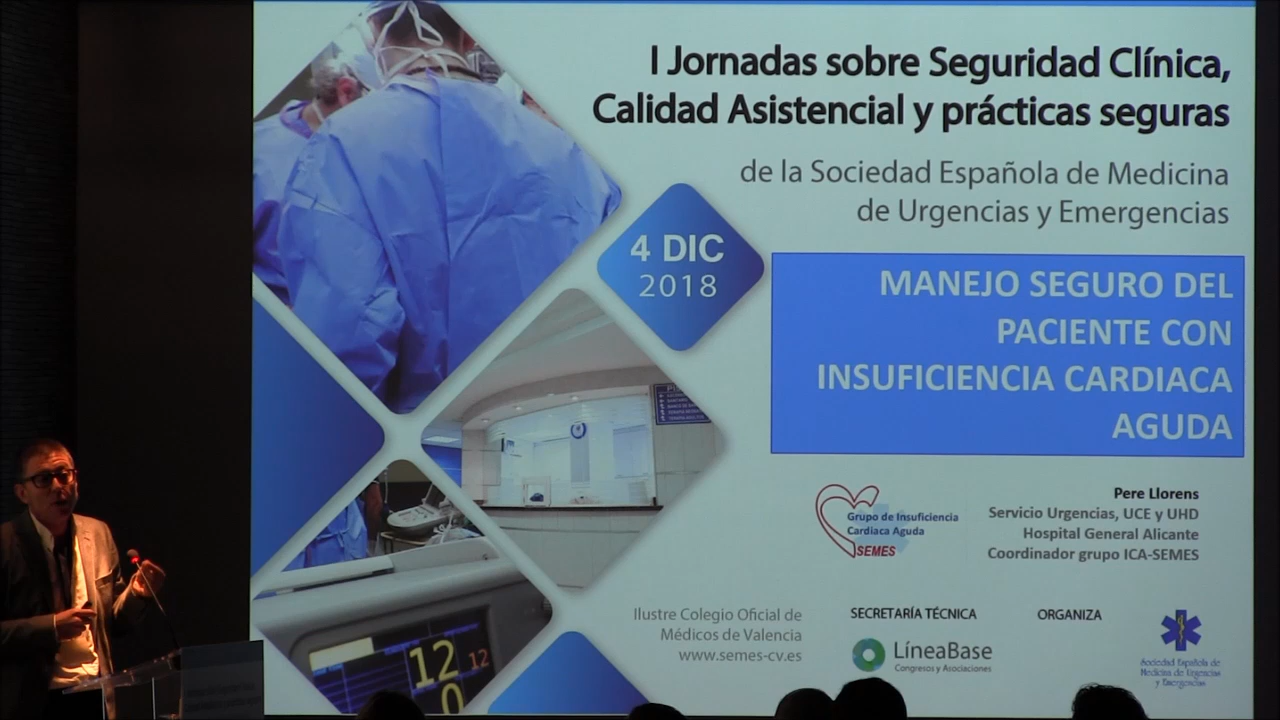 I Jornadas sobre Seguridad Clínica,
Calidad Asistencial y prácticas seguras
de la Sociedad Española de Medicina
de Urgencias y Emergencias
4 DIC
2018
MANEJO SEGURO DEL
PACIENTE CON
INSUFICIENCIA CARDIACA
AGUDA
Grupo de Insuficiencia
Cardiaca Aguda
SEMES
Pere Llorens
Servicio Urgencias, UCE y UHD
Hospital General Alicante
Coordinador grupo ICA-SEMES
Ilustre Colegio Oficial de
Médicos de Valencia
www.semes-cv.es
SECRETARÍA TÉCNICA
LíneaBase
Congresos y Asociaciones
ORGANIZA
Sociedad Española de
Medicina de Urgencias
y Emergencias
12
12
0